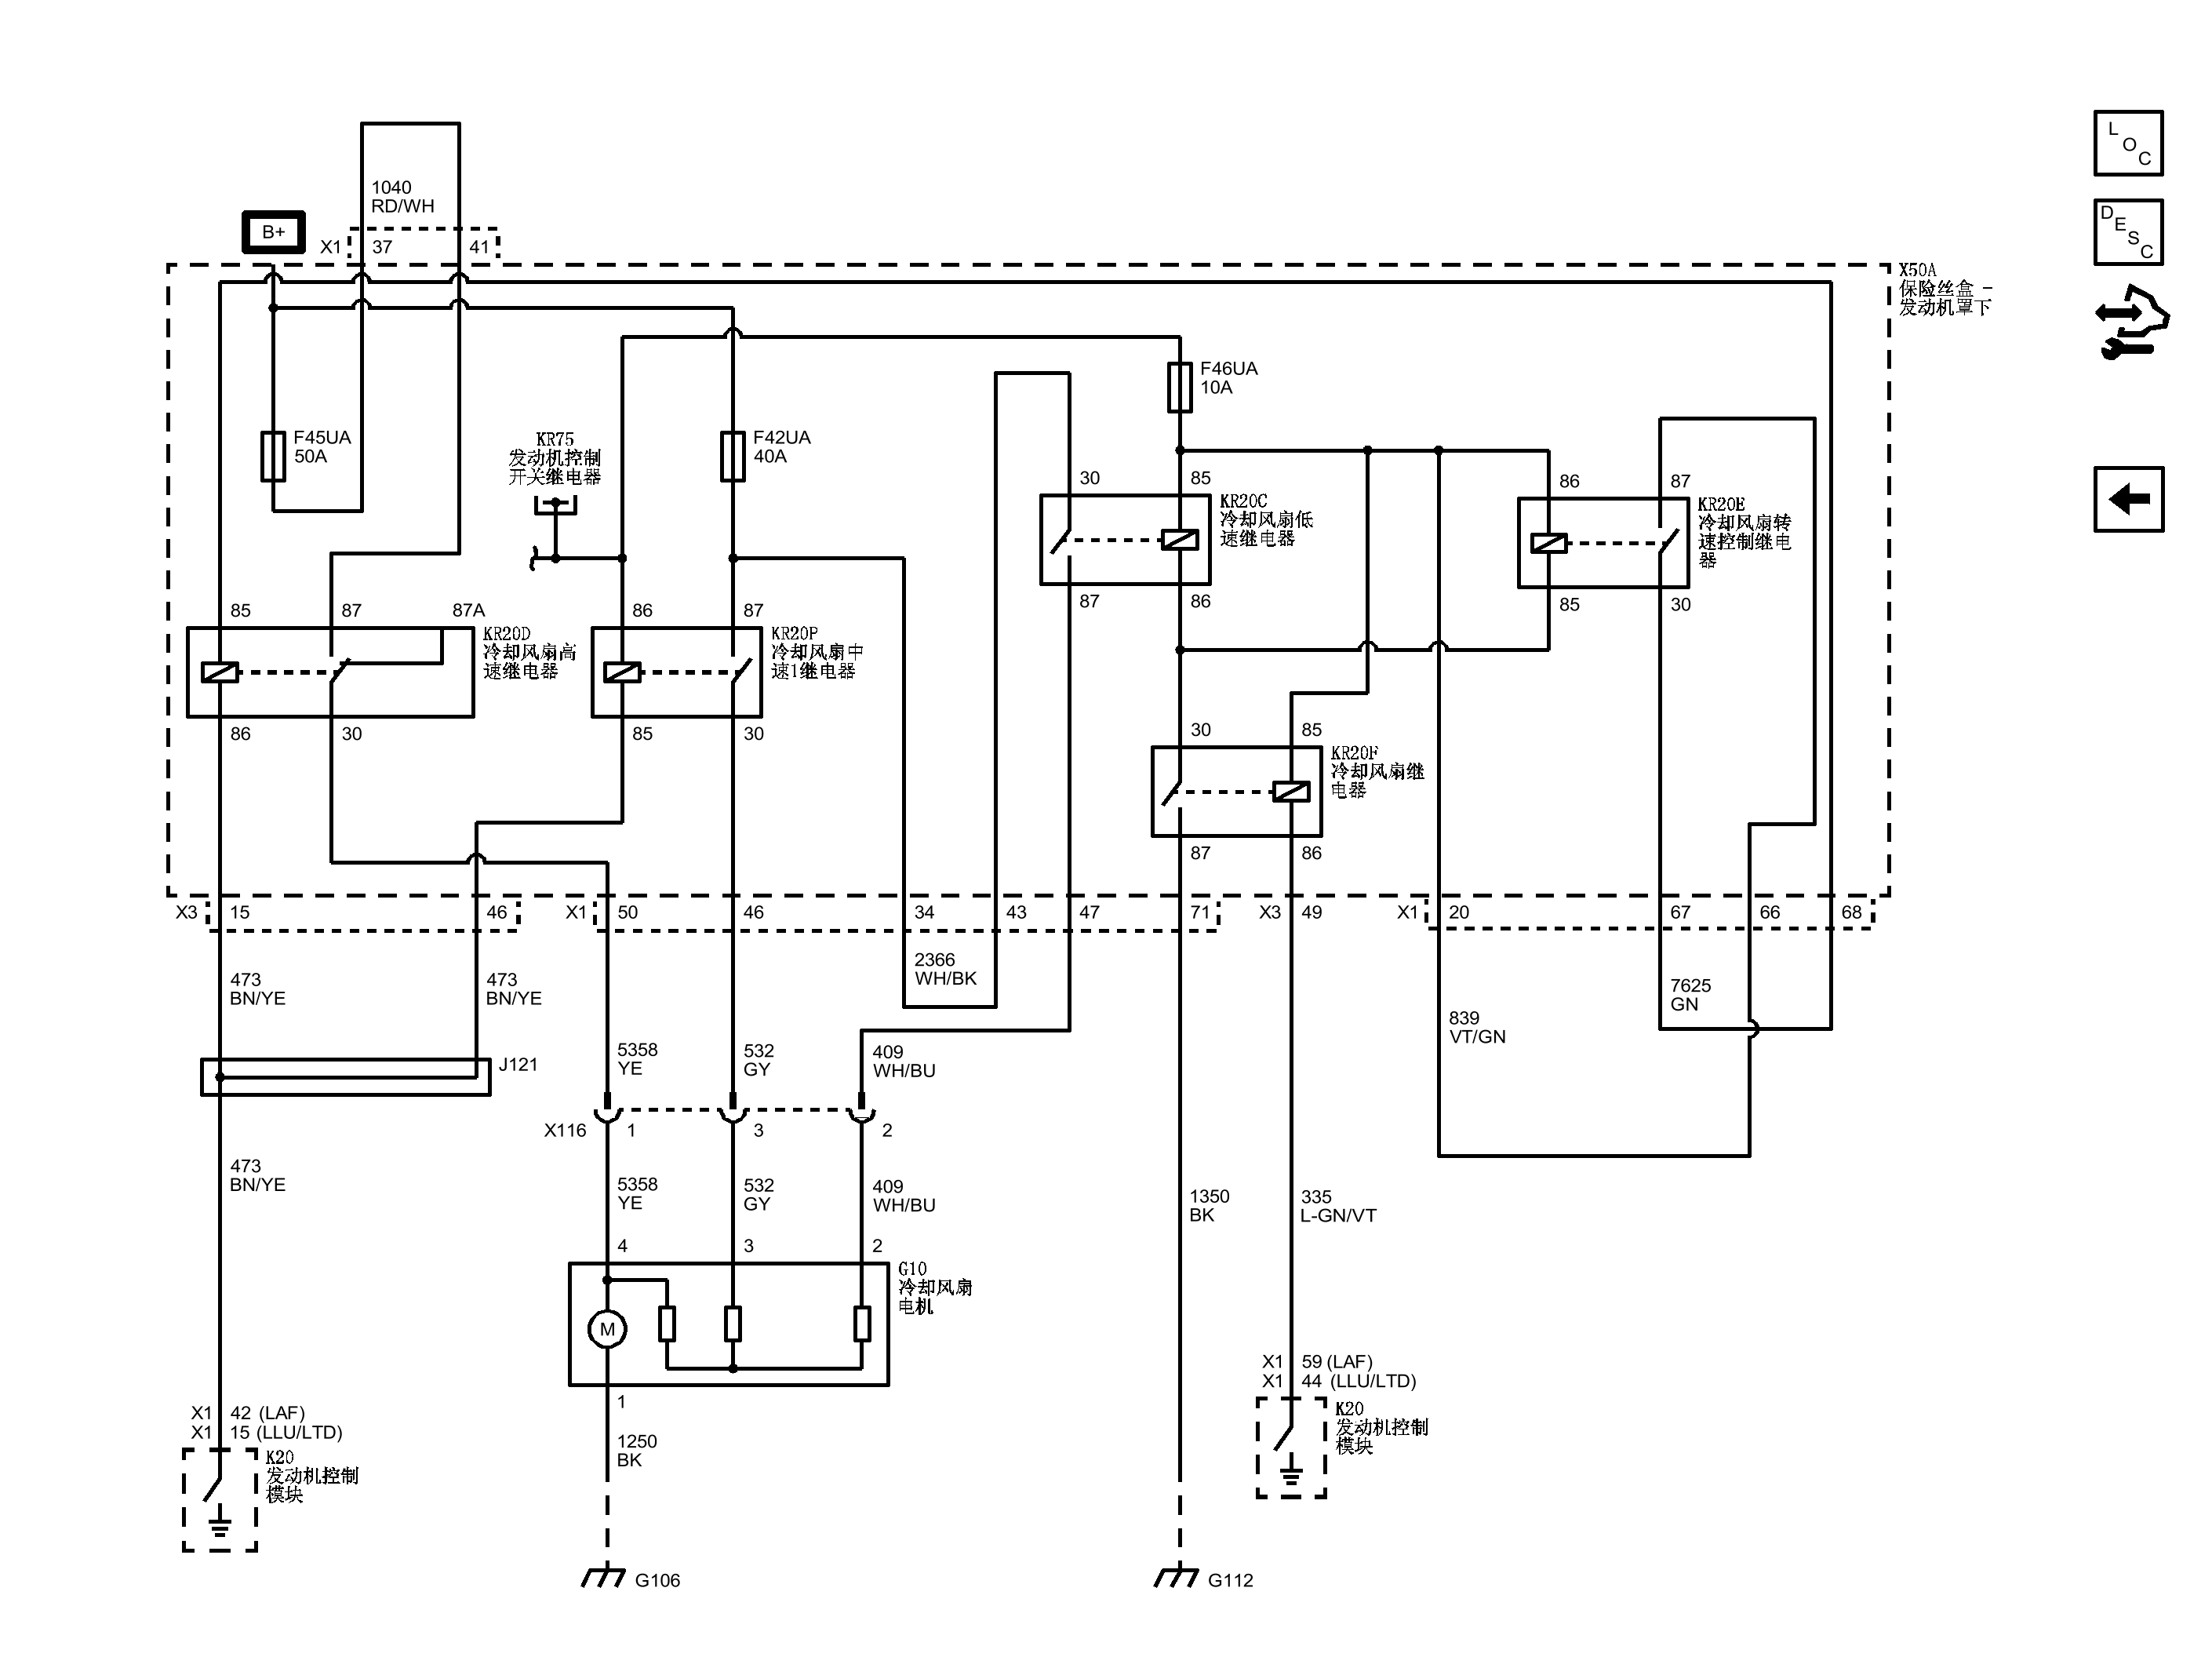 L
O
C
D
E
S
C
1040
RD/WH
B+
X1 37 41
X50A
保险丝盒 -
发动机罩下
F46UA
10A
F45UA
50A
KR75
发动机控制
开关继电器
F42UA
40A
30 85
KR20C
冷却风扇低
速继电器
87 86
86 87
KR20E
冷却风扇转
速控制继电
器
85 30
85 87 87A
KR20D
冷却风扇高
速继电器
86 30
86 87
KR20P
冷却风扇中
速1继电器
85 30
30 85
KR20F
冷却风扇继
电器
87 86
X3 15 46 X1 50 46 34 43 47 71 X3 49 X1 20 67 66 68
473
BN/YE
473
BN/YE
2366
WH/BK
7625
GN
839
VT/GN
J121
5358
YE
532
GY
409
WH/BU
X116 1 3 2
473
BN/YE
5358
YE
532
GY
409
WH/BU
1350
BK
335
L-GN/VT
4 3 2
G10
冷却风扇
电机
M
1
1250
BK
X1 59 (LAF)
X1 44 (LLU/LTD)
K20
发动机控制
模块
X1 42 (LAF)
X1 15 (LLU/LTD)
K20
发动机控制
模块
G106
G112